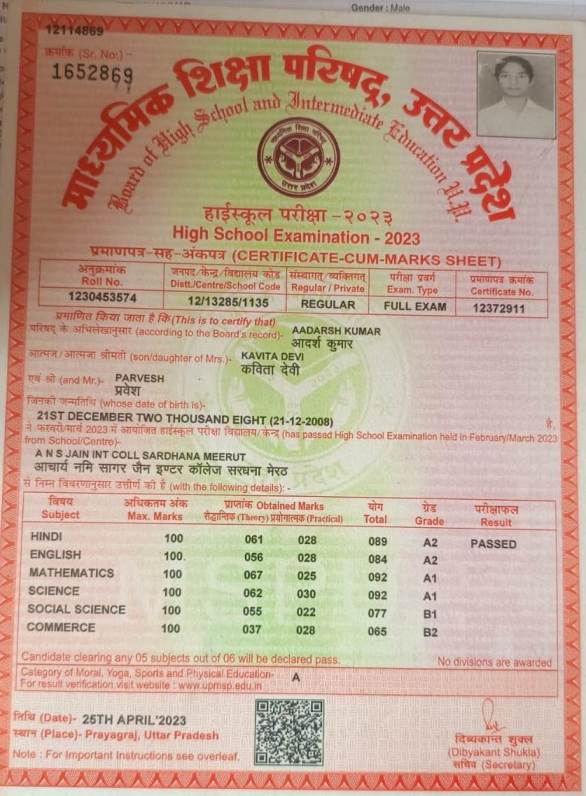 Gender : Male
12114869
क्रमांक (Sr. No.) -
1652869
माध्यमिक शिक्षा परिषद्, उत्तर प्रदेश
Board of High School and Intermediate Education U.P.
माध्यमिक शिक्षा परिषद्
उत्तर प्रदेश
हाईस्कूल परीक्षा -२०२३
High School Examination - 2023
प्रमाणपत्र-सह-अंकपत्र (CERTIFICATE-CUM-MARKS SHEET)
अनुक्रमांक जनपद/केन्द्र/विद्यालय कोड संस्थागत/व्यक्तिगत परीक्षा प्रवर्ग प्रमाणपत्र क्रमांक
Roll No. Distt./Centre/School Code Regular / Private Exam. Type Certificate No.
1230453574 12/13285/1135 REGULAR FULL EXAM 12372911
प्रमाणित किया जाता है कि(This is to certify that)
परिषद् के अभिलेखानुसार (according to the Board's record)- AADARSH KUMAR
आदर्श कुमार
आत्मज/आत्मजा श्रीमती (son/daughter of Mrs.)- KAVITA DEVI
कविता देवी
एवं श्री (and Mr.)- PARVESH
प्रवेश
जिनकी जन्मतिथि (whose date of birth is)-
21ST DECEMBER TWO THOUSAND EIGHT (21-12-2008) है,
ने फरवरी/मार्च 2023 में आयोजित हाईस्कूल परीक्षा विद्यालय/केन्द्र (has passed High School Examination held in February/March 2023
from School/Centre)-
A N S JAIN INT COLL SARDHANA MEERUT
आचार्य नमि सागर जैन इण्टर कॉलेज सरधना मेरठ
से निम्न विवरणानुसार उत्तीर्ण की है (with the following details): -
विषय अधिकतम अंक प्राप्तांक Obtained Marks योग ग्रेड परीक्षाफल
Subject Max. Marks सैद्धान्तिक (Theory) प्रयोगात्मक (Practical) Total Grade Result
HINDI 100 061 028 089 A2 PASSED
ENGLISH 100 056 028 084 A2
MATHEMATICS 100 067 025 092 A1
SCIENCE 100 062 030 092 A1
SOCIAL SCIENCE 100 055 022 077 B1
COMMERCE 100 037 028 065 B2
Candidate clearing any 05 subjects out of 06 will be declared pass. No divisions are awarded
Category of Moral, Yoga, Sports and Physical Education- A
For result verification visit website : www.upmsp.edu.in
तिथि (Date)- 25TH APRIL'2023
स्थान (Place)- Prayagraj, Uttar Pradesh
Note : For Important Instructions see overleaf.
दिब्यकान्त शुक्ल
(Dibyakant Shukla)
सचिव (Secretary)